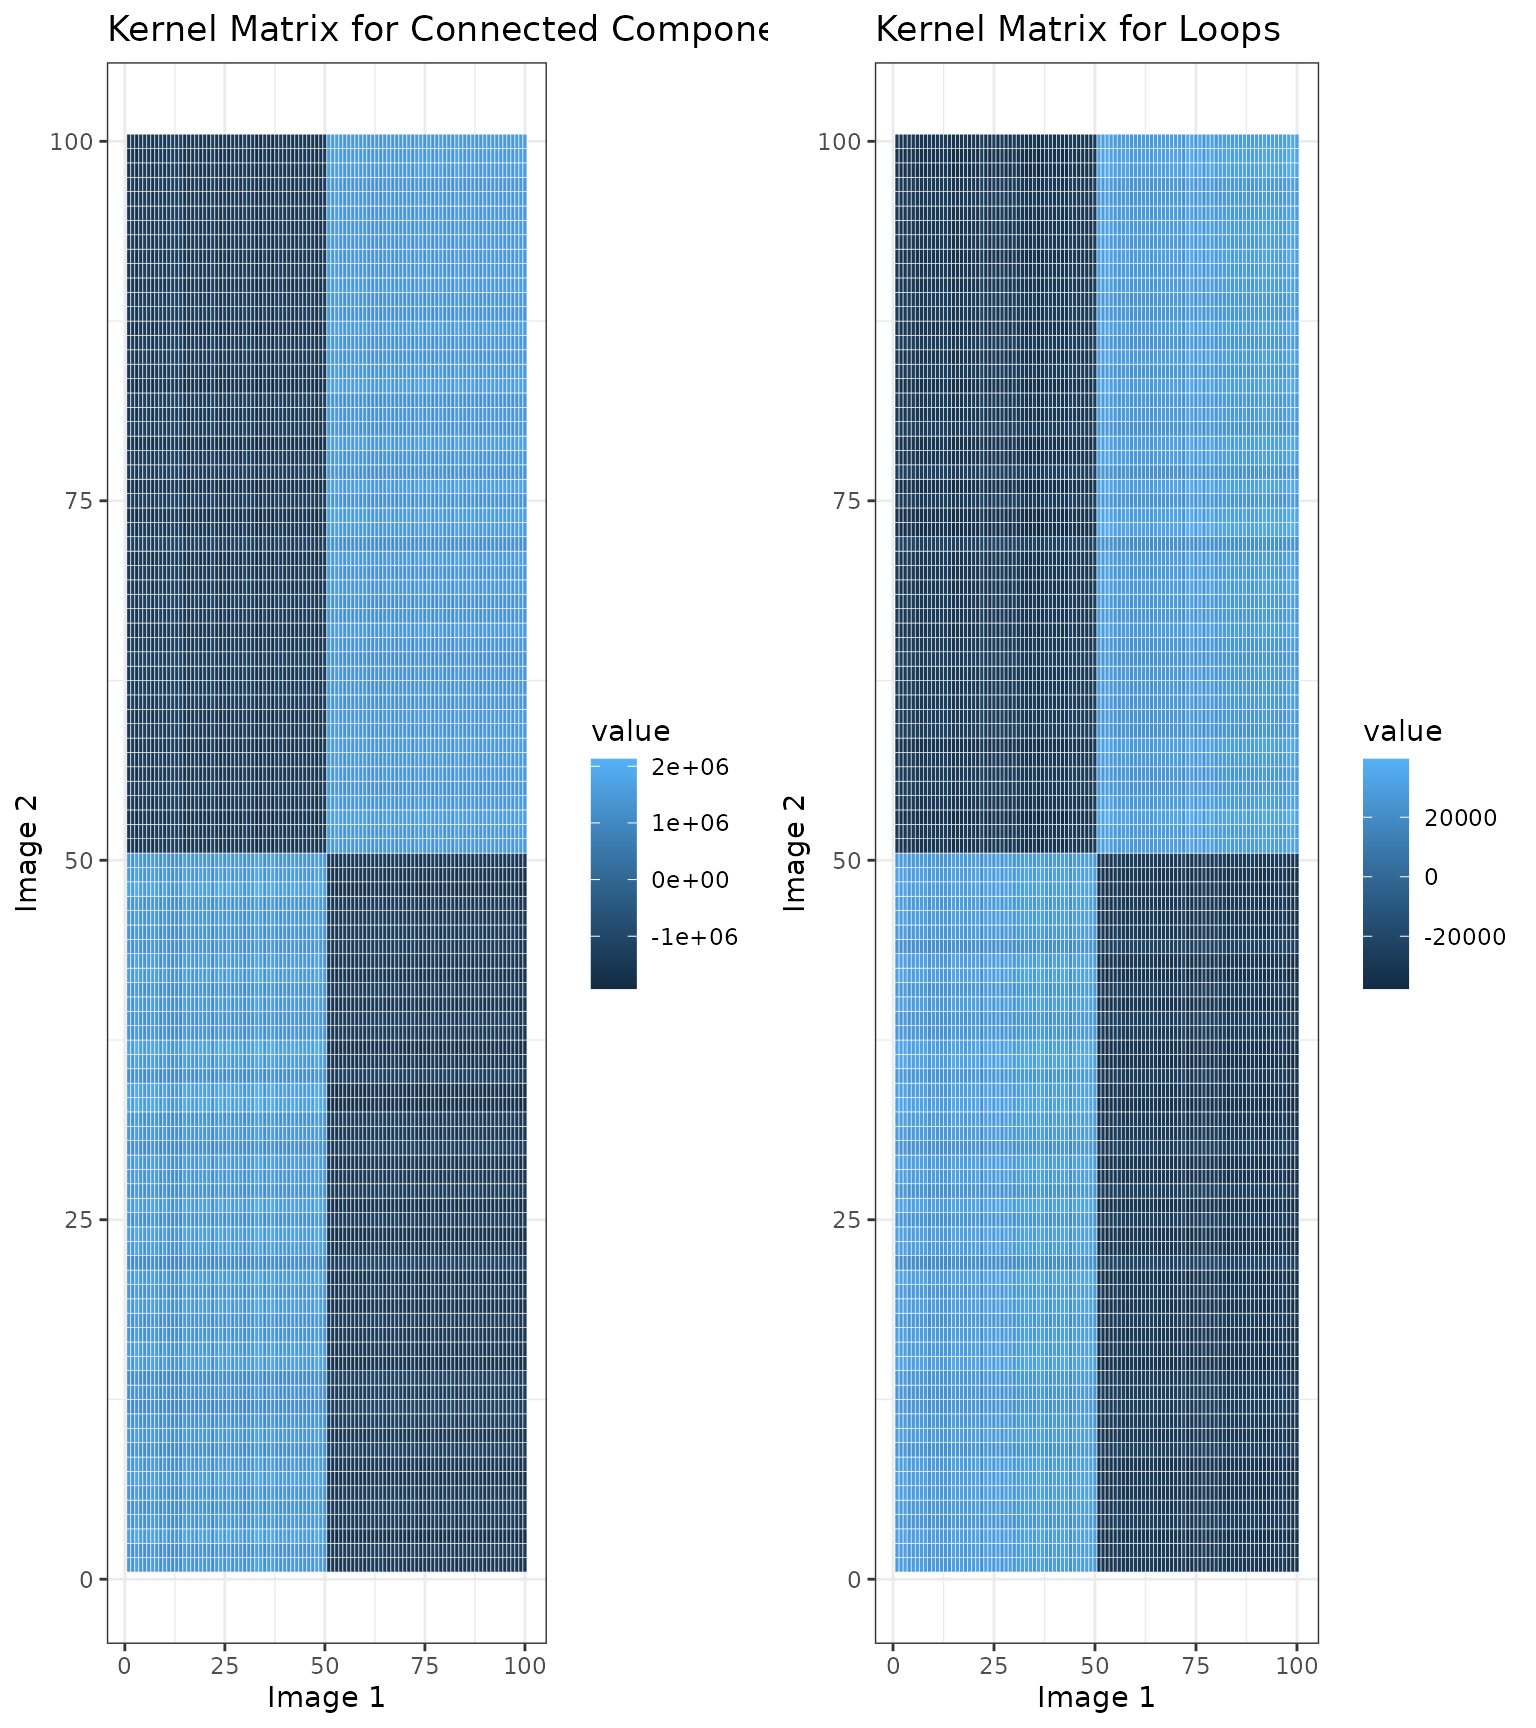 Kernel Matrix for Connected Compone
100
75
50
25
0
Image 2
0 25 50 75 100
Image 1
value
2e+06
1e+06
0e+00
-1e+06
Kernel Matrix for Loops
100
75
50
25
0
Image 2
0 25 50 75 100
Image 1
value
20000
0
-20000